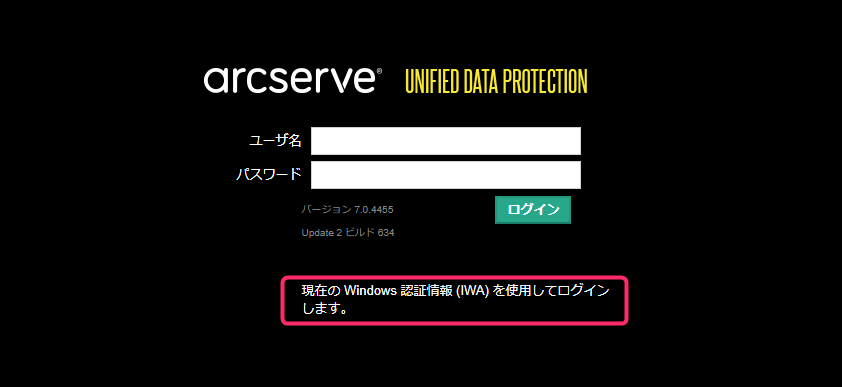 arcserve® UNIFIED DATA PROTECTION
ユーザ名
パスワード
バージョン 7.0.4455
ログイン
Update 2 ビルド 634
現在の Windows 認証情報 (IWA) を使用してログイン
します。